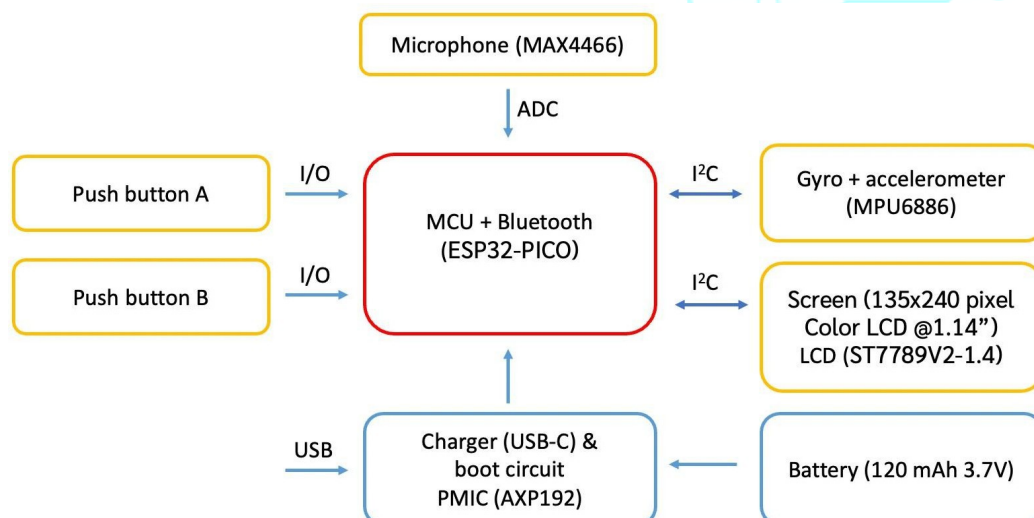 Microphone (MAX4466)
ADC
Push button A
I/O
MCU + Bluetooth
(ESP32-PICO)
I²C
Gyro + accelerometer
(MPU6886)
Push button B
I/O
I²C
Screen (135x240 pixel
Color LCD @1.14”)
LCD (ST7789V2-1.4)
USB
Charger (USB-C) &
boot circuit
PMIC (AXP192)
Battery (120 mAh 3.7V)